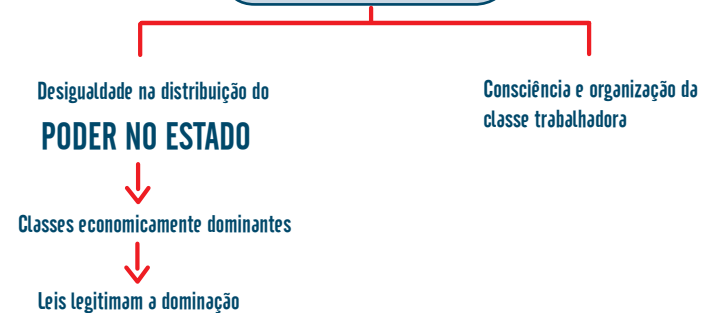 Desigualdade na distribuição do
PODER NO ESTADO
Classes economicamente dominantes
Leis legitimam a dominação
Consciência e organização da
classe trabalhadora